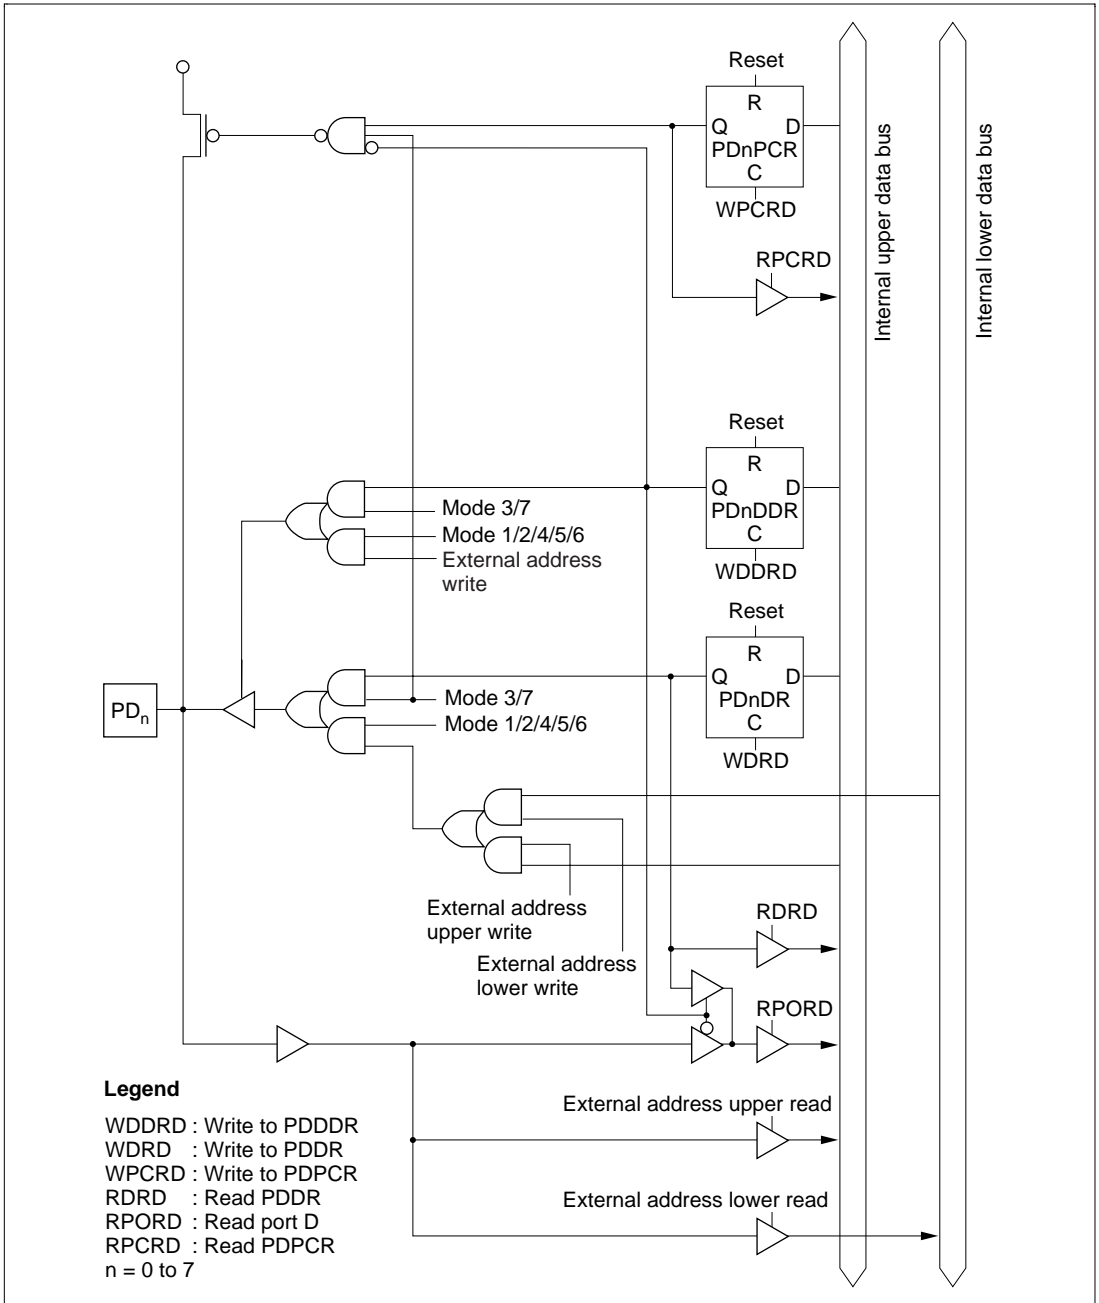 Reset
R
Q D
PDnPCR
C
WPCRD
Internal upper data bus
Internal lower data bus
RPCRD
Reset
R
Q D
PDnDDR
C
WDDRD
Mode 3/7
Mode 1/2/4/5/6
External address
write
Reset
R
Q D
PDnDR
C
WDRD
PDn
Mode 3/7
Mode 1/2/4/5/6
External address
upper write
External address
lower write
RDRD
RPORD
External address upper read
External address lower read
Legend
WDDRD : Write to PDDDR
WDRD : Write to PDDR
WPCRD : Write to PDPCR
RDRD : Read PDDR
RPORD : Read port D
RPCRD : Read PDPCR
n = 0 to 7